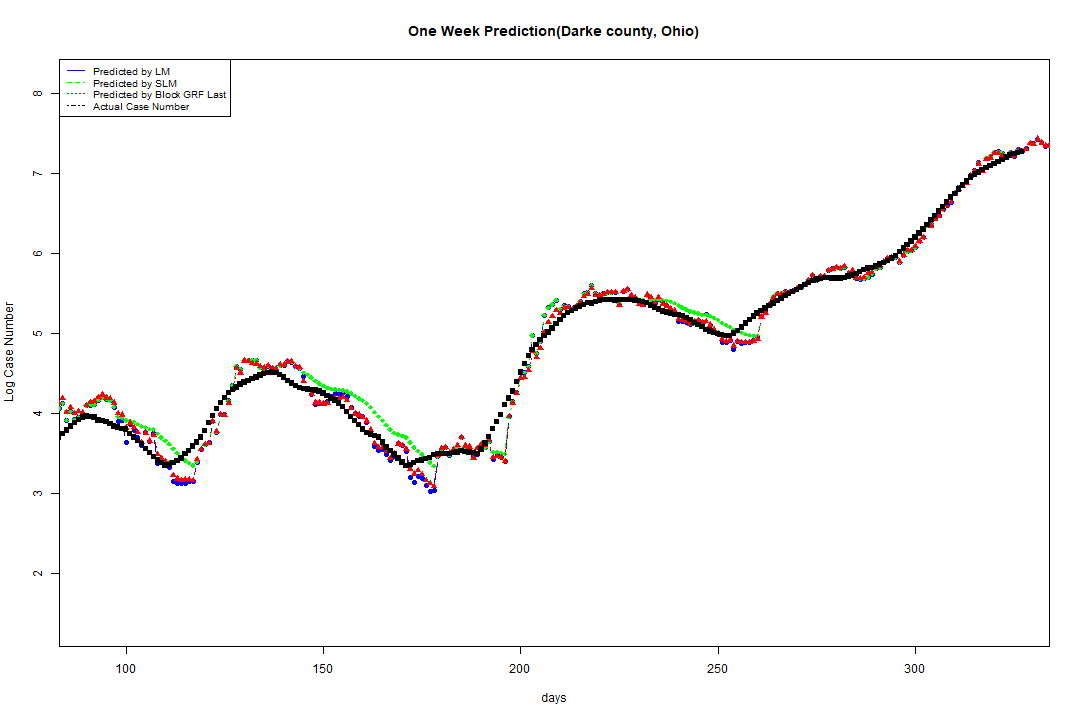 One Week Prediction(Darke county, Ohio)
Predicted by LM
Predicted by SLM
Predicted by Block GRF Last
Actual Case Number
8
7
6
5
4
3
2
Log Case Number
100 150 200 250 300
days